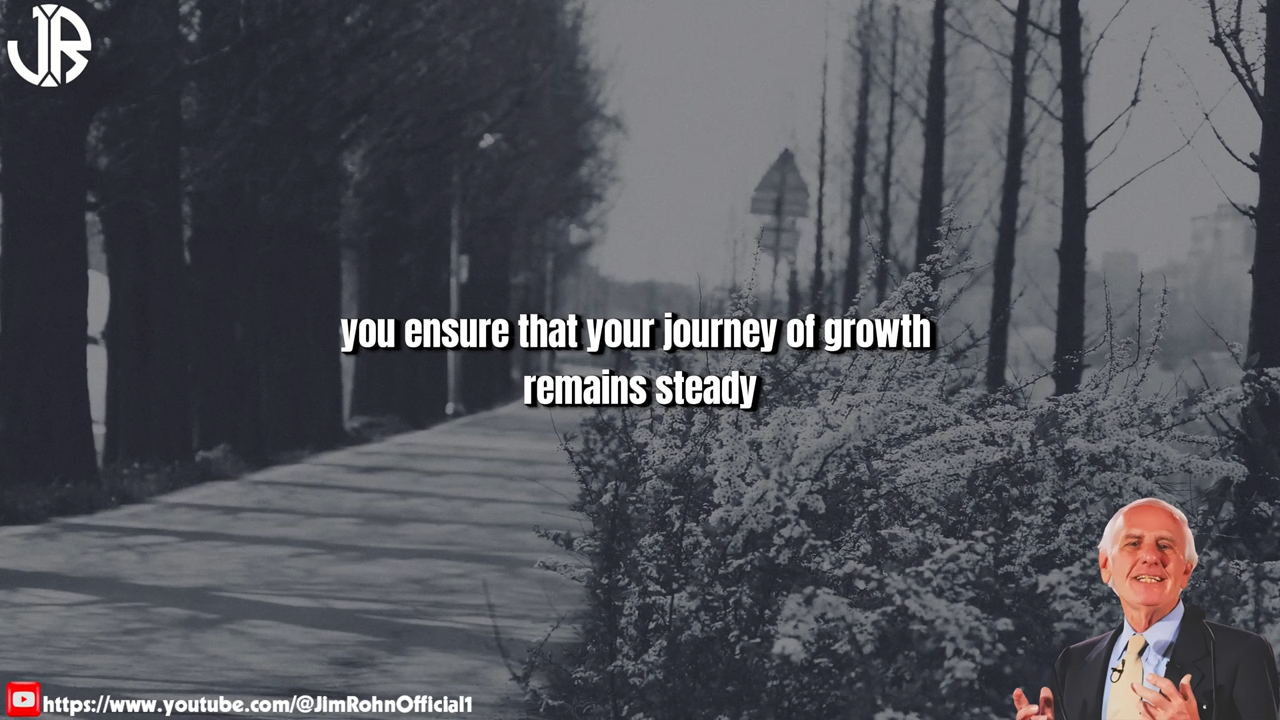 JR
you ensure that your journey of growth
remains steady
https://www.youtube.com/@JimRohnOfficial1